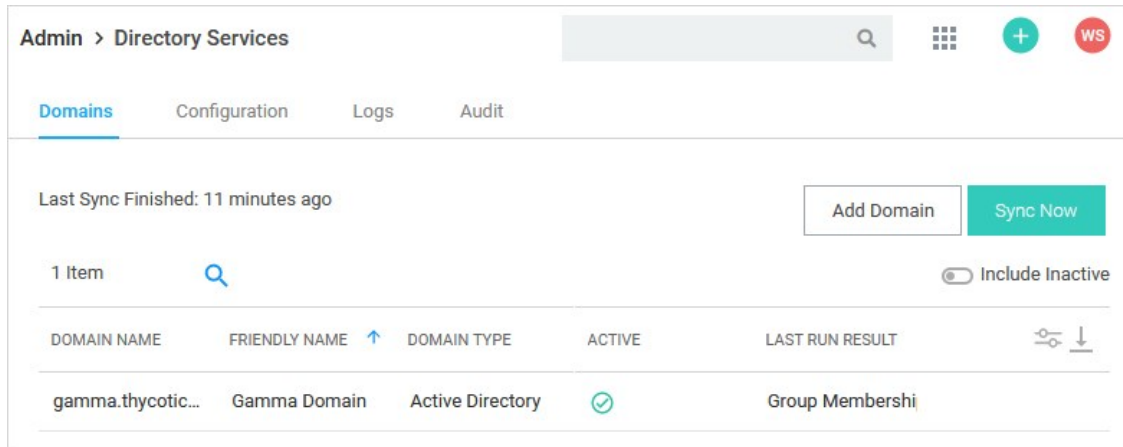 Admin > Directory Services
WS
Domains Configuration Logs Audit
Last Sync Finished: 11 minutes ago
Add Domain Sync Now
1 Item
Include Inactive
DOMAIN NAME FRIENDLY NAME DOMAIN TYPE ACTIVE LAST RUN RESULT
gamma.thycotic... Gamma Domain Active Directory Group Membershi